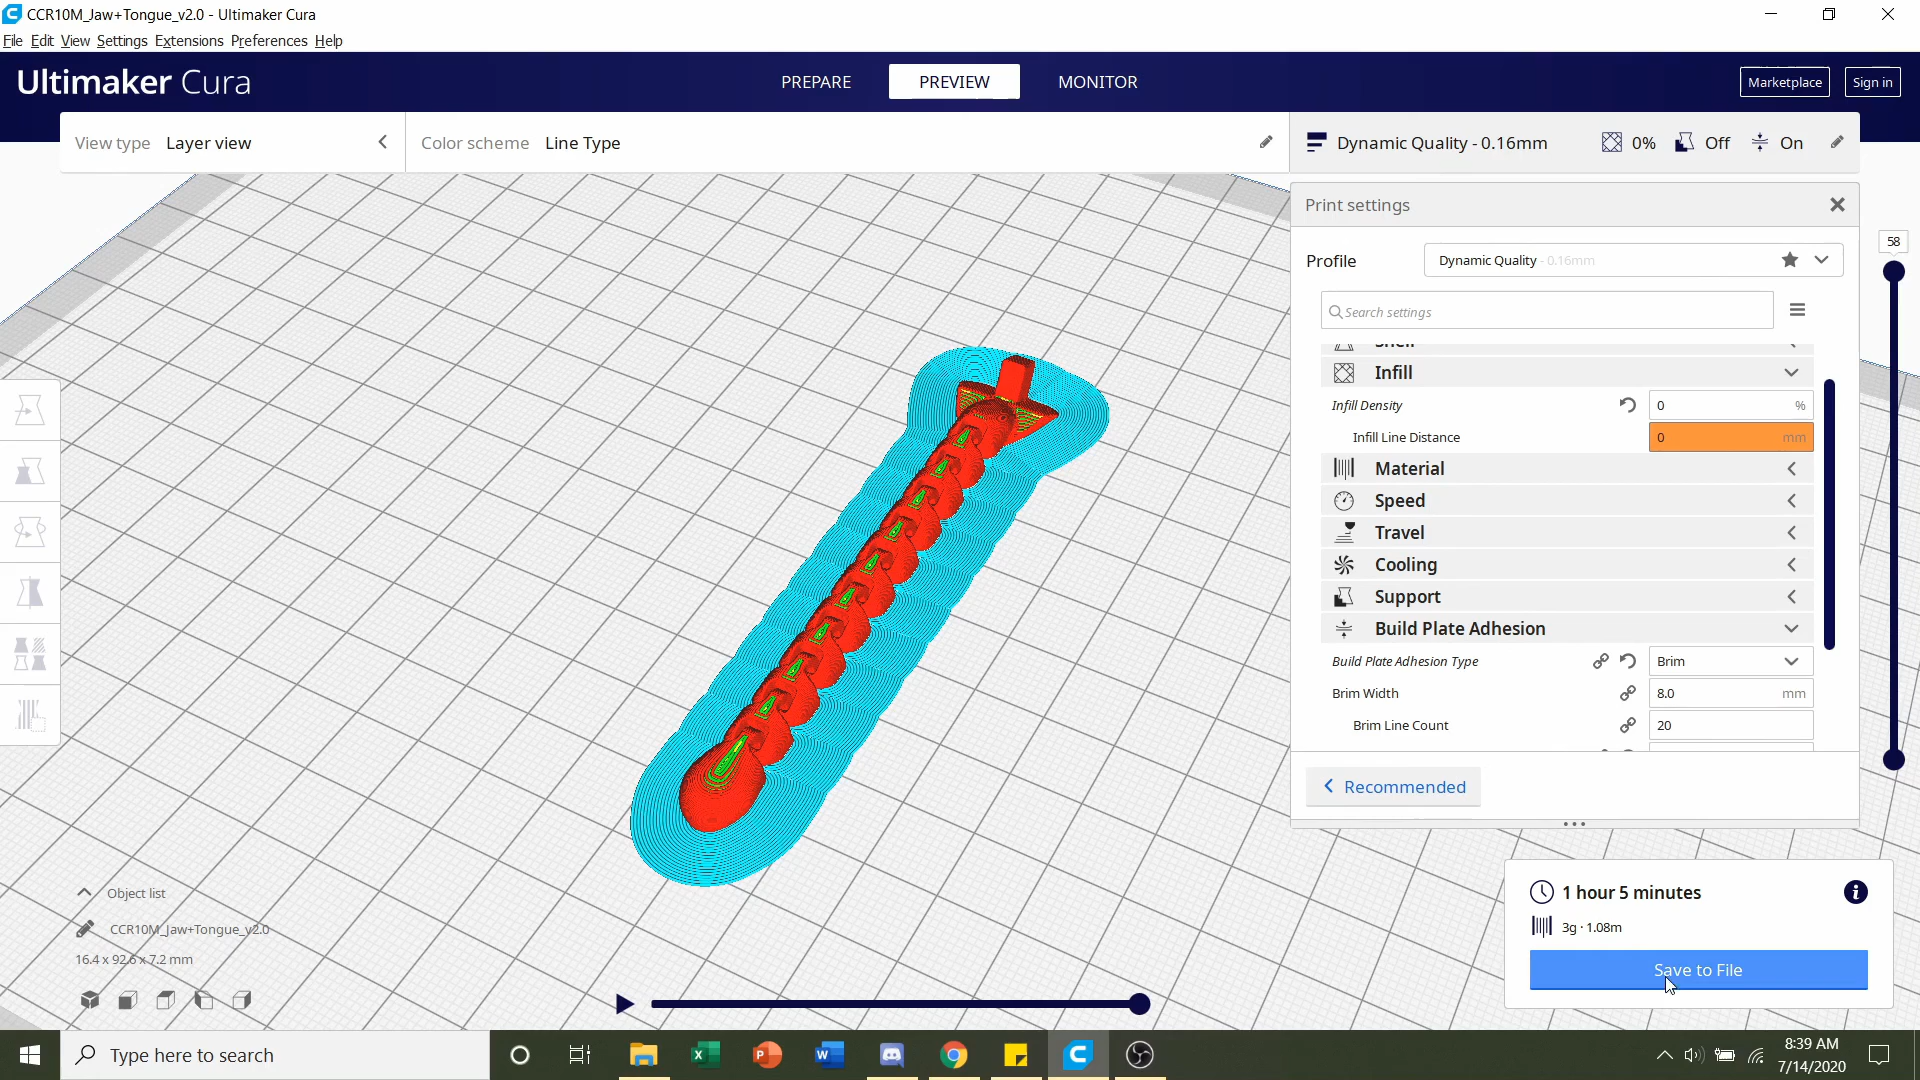 CCR10M_Jaw+Tongue_v2.0 - Ultimaker Cura
File Edit View Settings Extensions Preferences Help
Ultimaker Cura
PREPARE
PREVIEW
MONITOR
Marketplace
Sign in
View type Layer view
Color scheme Line Type
Dynamic Quality - 0.16mm
0%
Off
On
Print settings
58
Profile
Dynamic Quality - 0.16mm
Search settings
Shell
Infill
Infill Density
0 %
Infill Line Distance
0 mm
Material
Speed
Travel
Cooling
Support
Build Plate Adhesion
Build Plate Adhesion Type
Brim
Brim Width
8.0 mm
Brim Line Count
20
Recommended
1 hour 5 minutes
3g · 1.08m
Save to File
Object list
CCR10M_Jaw+Tongue_v2.0
16.4 x 92.6 x 7.2 mm
Type here to search
8:39 AM
7/14/2020